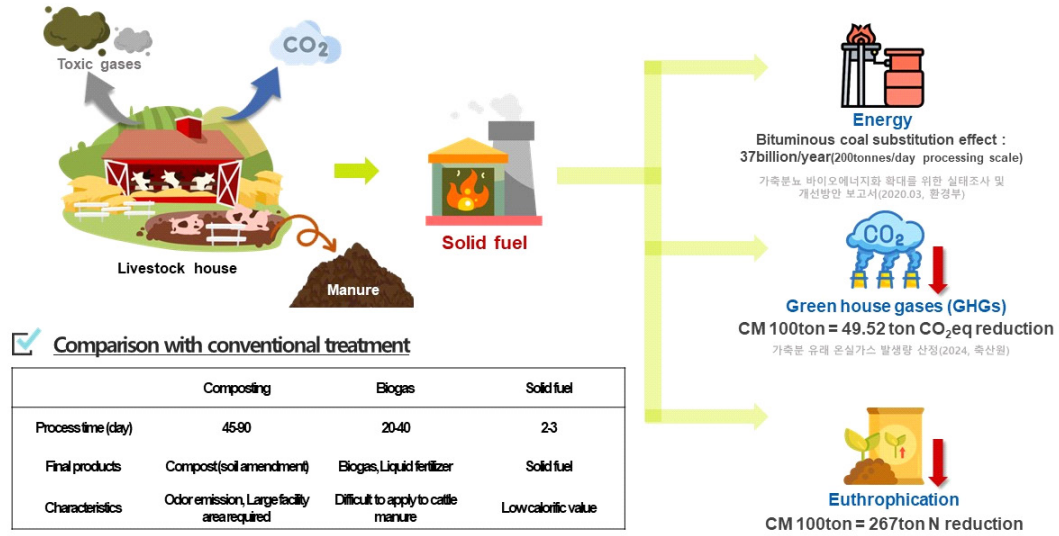 Toxic gases
CO2
Livestock house
Manure
Solid fuel
Energy
Bituminous coal substitution effect :
37billion/year(200tonnes/day processing scale)
가축분뇨 바이오에너지화 확대를 위한 실태조사 및
개선방안 보고서(2020.03, 환경부)
CO2
Green house gases (GHGs)
CM 100ton = 49.52 ton CO2eq reduction
가축분 유래 온실가스 발생량 산정(2024, 축산원)
Euthrophication
CM 100ton = 267ton N reduction
Comparison with conventional treatment
Composting Biogas Solid fuel
Process time (day) 45-90 20-40 2-3
Final products Compost (soil amendment) Biogas, Liquid fertilizer Solid fuel
Characteristics Odor emission, Large facility area required Difficult to apply to cattle manure Low calorific value